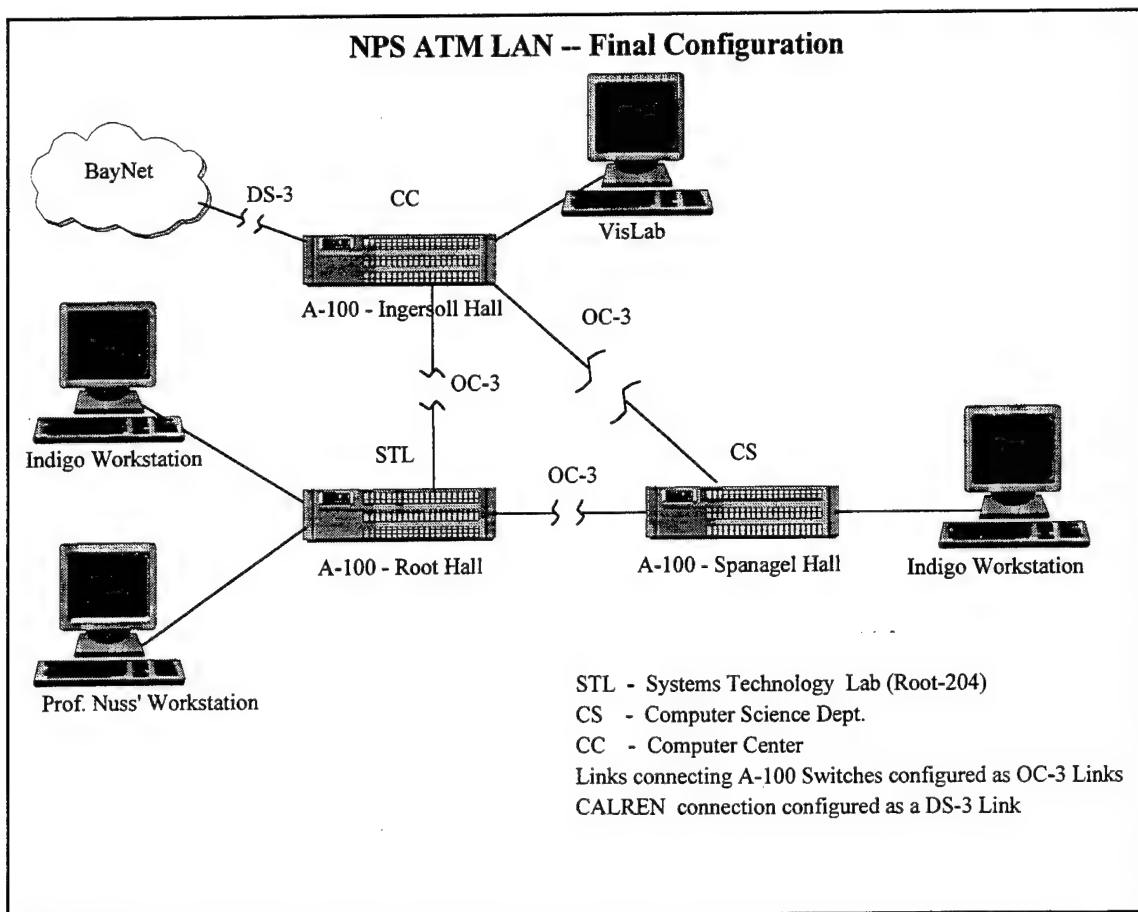 NPS ATM LAN -- Final Configuration
BayNet
DS-3
CC
VisLab
A-100 - Ingersoll Hall
OC-3
OC-3
Indigo Workstation
STL
CS
OC-3
A-100 - Root Hall
A-100 - Spanagel Hall
Indigo Workstation
Prof. Nuss' Workstation
STL - Systems Technology Lab (Root-204)
CS - Computer Science Dept.
CC - Computer Center
Links connecting A-100 Switches configured as OC-3 Links
CALREN connection configured as a DS-3 Link